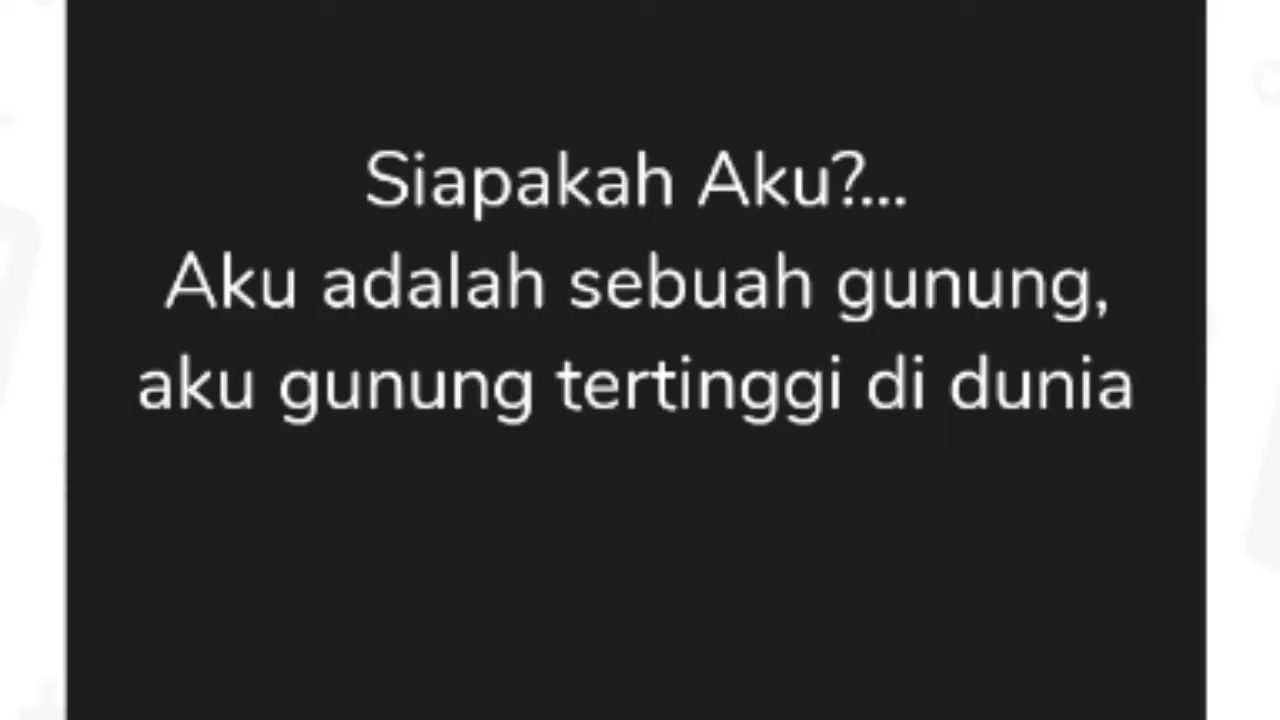 Siapakah Aku?...
Aku adalah sebuah gunung,
aku gunung tertinggi di dunia